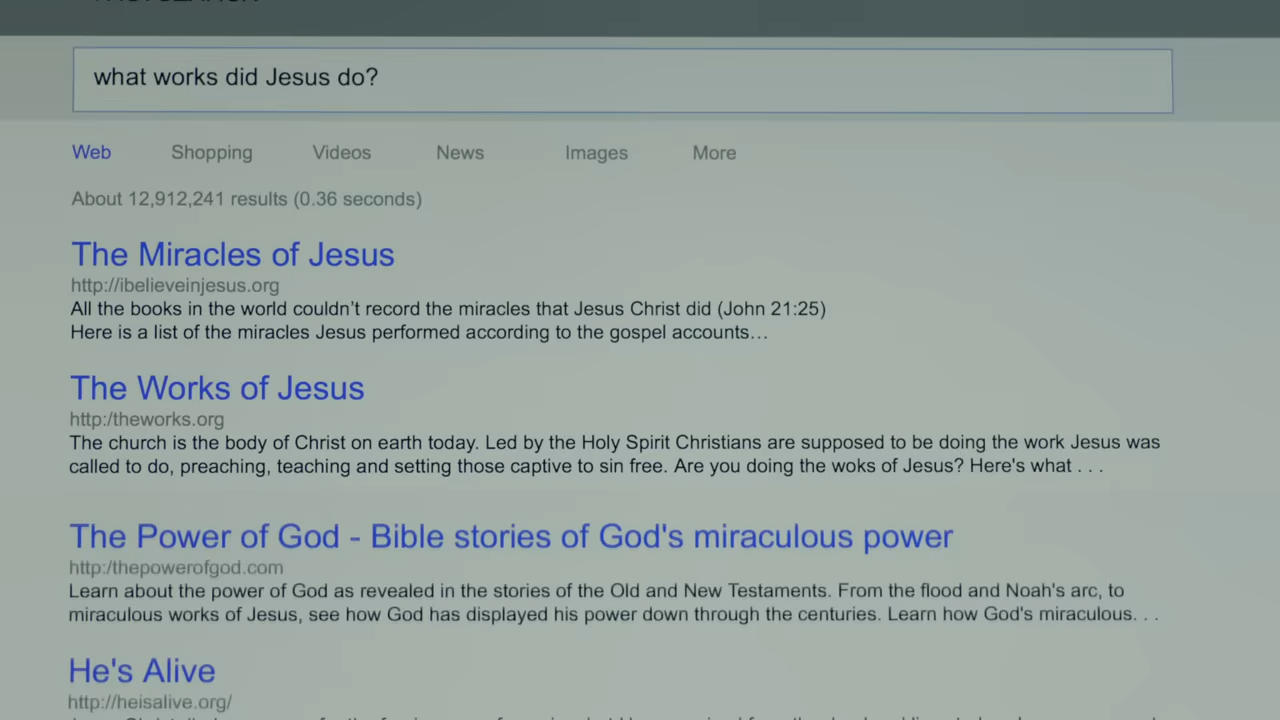 what works did Jesus do?
Web Shopping Videos News Images More
About 12,912,241 results (0.36 seconds)
The Miracles of Jesus
http://ibelieveinjesus.org
All the books in the world couldn’t record the miracles that Jesus Christ did (John 21:25)
Here is a list of the miracles Jesus performed according to the gospel accounts…
The Works of Jesus
http:/theworks.org
The church is the body of Christ on earth today. Led by the Holy Spirit Christians are supposed to be doing the work Jesus was
called to do, preaching, teaching and setting those captive to sin free. Are you doing the woks of Jesus? Here's what . . .
The Power of God - Bible stories of God's miraculous power
http:/thepowerofgod.com
Learn about the power of God as revealed in the stories of the Old and New Testaments. From the flood and Noah's arc, to
miraculous works of Jesus, see how God has displayed his power down through the centuries. Learn how God's miraculous. . .
He's Alive
http://heisalive.org/